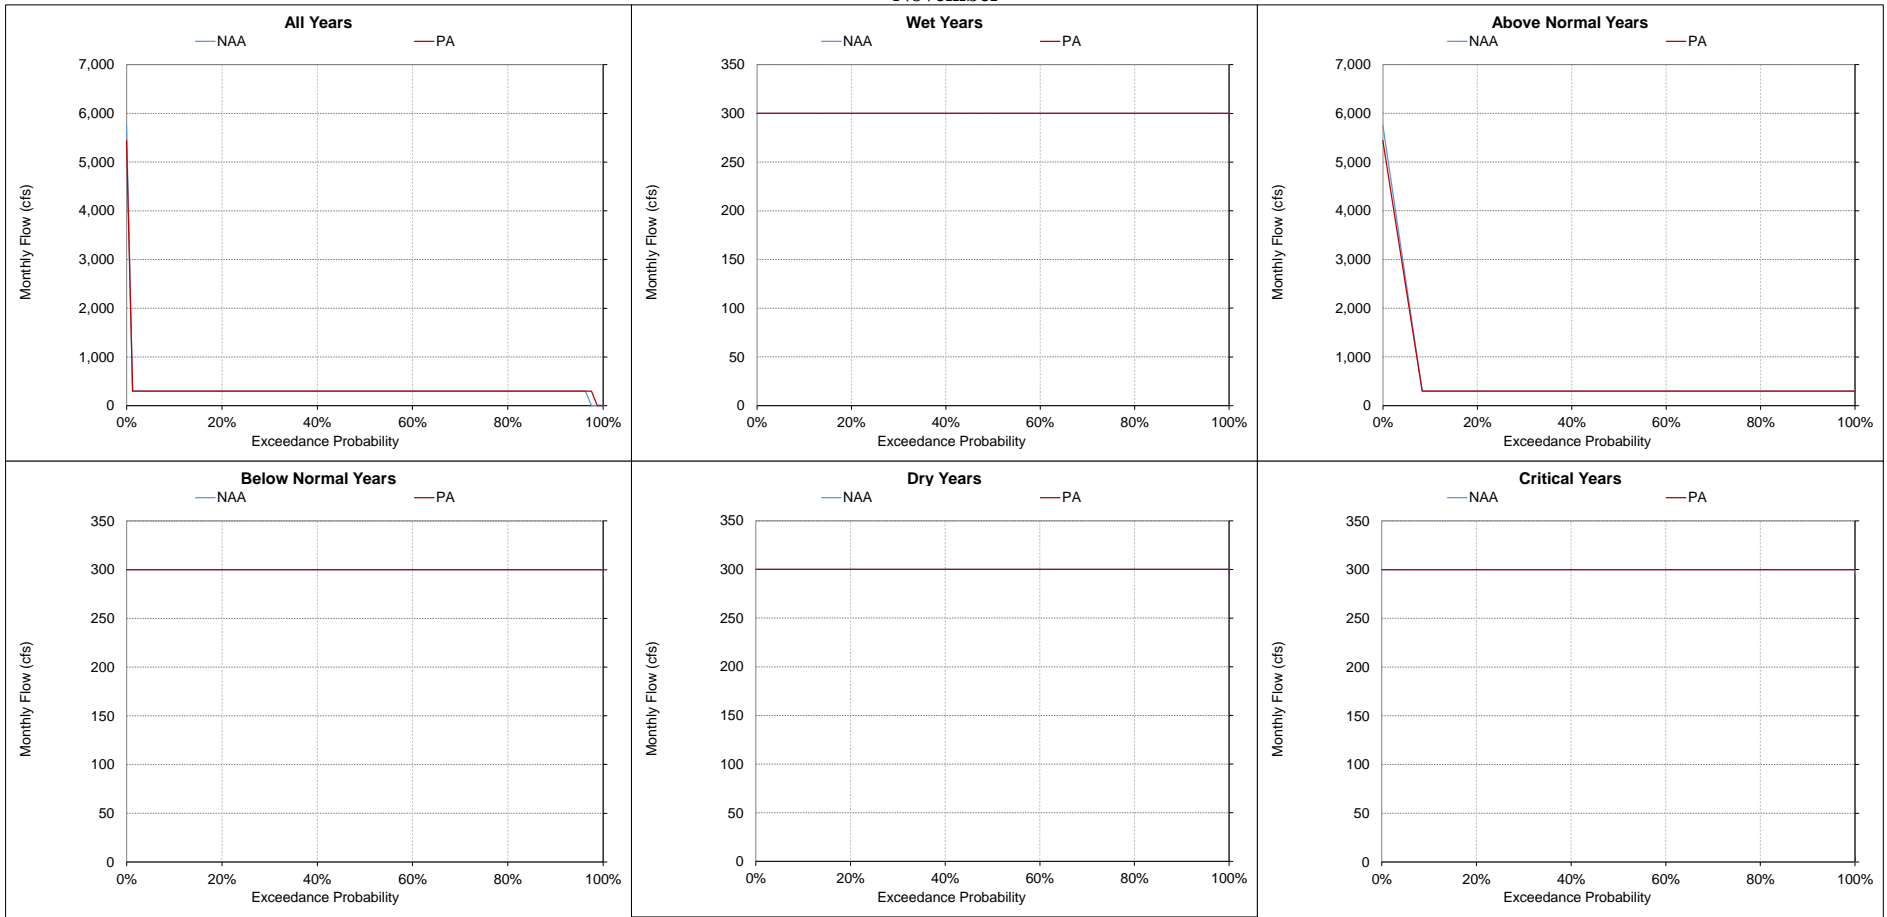 All Years
NAA PA
7,000
6,000
5,000
4,000
3,000
2,000
1,000
0
Monthly Flow (cfs)
0% 20% 40% 60% 80% 100%
Exceedance Probability
Wet Years
NAA PA
350
300
250
200
150
100
50
0
Monthly Flow (cfs)
0% 20% 40% 60% 80% 100%
Exceedance Probability
Above Normal Years
NAA PA
7,000
6,000
5,000
4,000
3,000
2,000
1,000
0
Monthly Flow (cfs)
0% 20% 40% 60% 80% 100%
Exceedance Probability
Below Normal Years
NAA PA
350
300
250
200
150
100
50
0
Monthly Flow (cfs)
0% 20% 40% 60% 80% 100%
Exceedance Probability
Dry Years
NAA PA
350
300
250
200
150
100
50
0
Monthly Flow (cfs)
0% 20% 40% 60% 80% 100%
Exceedance Probability
Critical Years
NAA PA
350
300
250
200
150
100
50
0
Monthly Flow (cfs)
0% 20% 40% 60% 80% 100%
Exceedance Probability